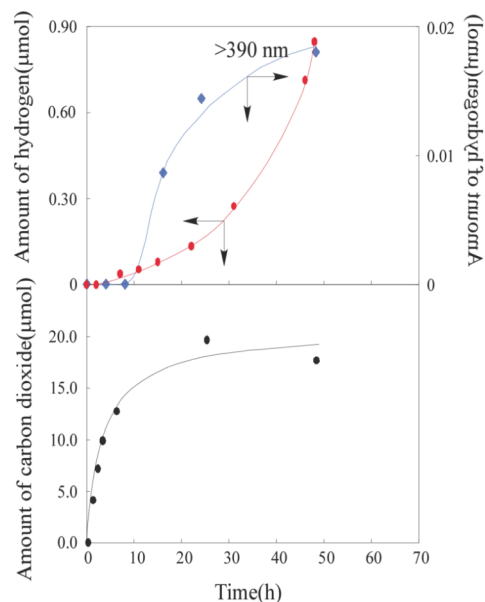 0.90
0.60
0.30
0
Amount of hydrogen(μmol)
>390 nm
0.02
0.01
0
Amount of hydrogen(μmol)
20.0
15.0
10.0
5.0
0.0
Amount of carbon dioxide(μmol)
0 10 20 30 40 50 60 70
Time(h)